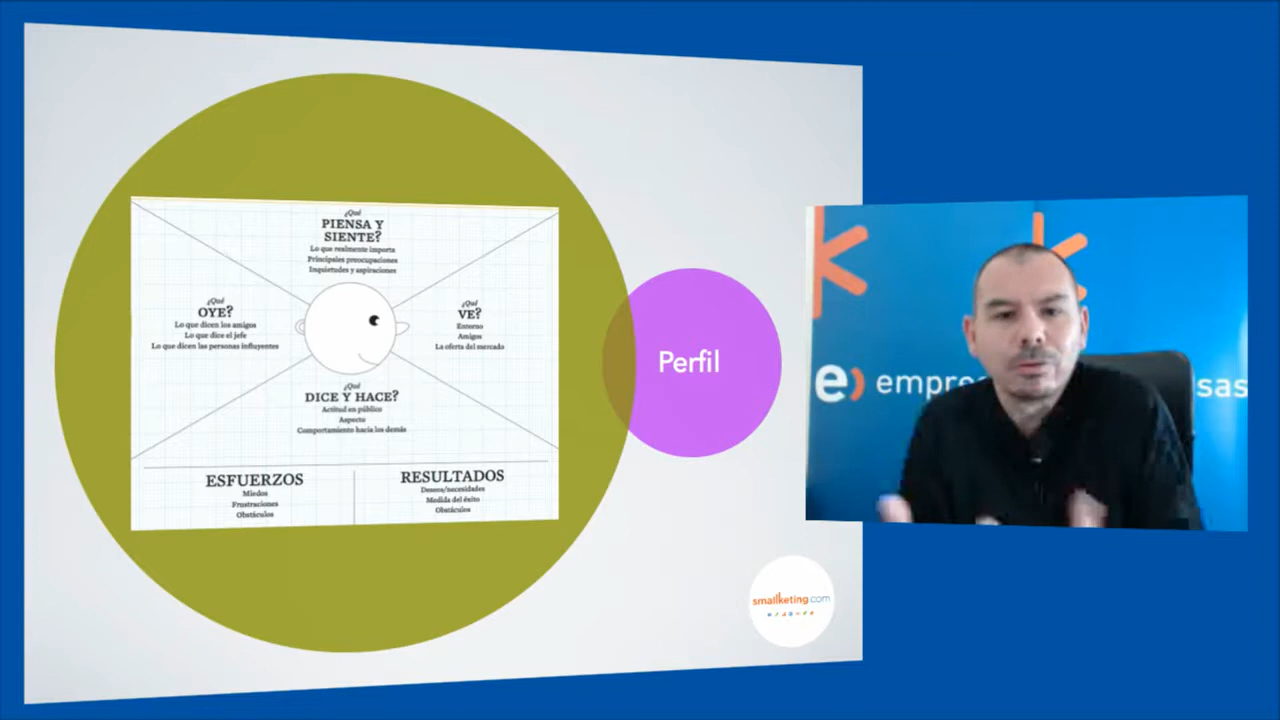 ¿Qué
PIENSA Y
SIENTE?
Lo que realmente importa
Principales preocupaciones
Inquietudes y aspiraciones
¿Qué
OYE?
Lo que dicen los amigos
Lo que dice el jefe
Lo que dicen las personas influyentes
¿Qué
VE?
Entorno
Amigos
La oferta del mercado
¿Qué
DICE Y HACE?
Actitud en público
Aspecto
Comportamiento hacia los demás
ESFUERZOS
Miedos
Frustraciones
Obstáculos
RESULTADOS
Deseos/necesidades
Medida del éxito
Obstáculos
Perfil
smallketing.com
e) empre
sas